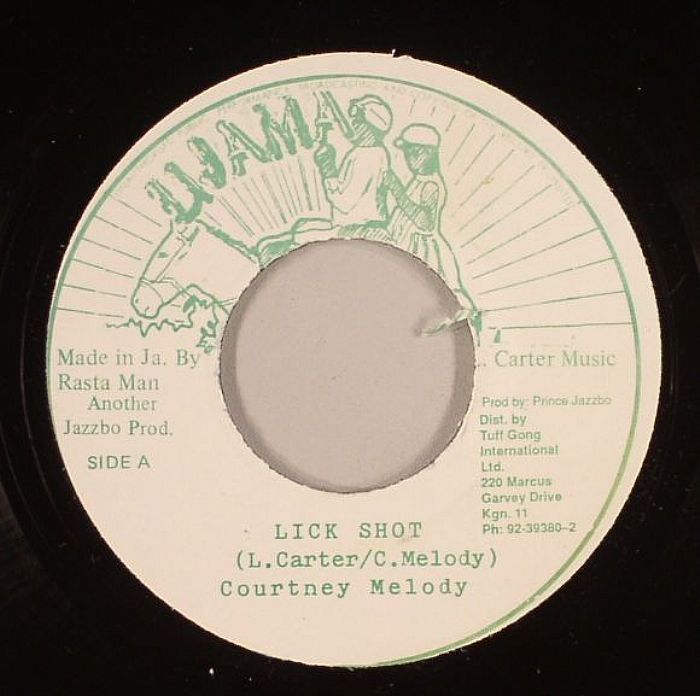 UJAMA
Made in Ja. By
Rasta Man
Another
Jazzbo Prod.
SIDE A
. Carter Music
Prod by: Prince Jazzbo
Dist. by
Tuff Gong
International
Ltd.
220 Marcus
Garvey Drive
Kgn. 11
Ph: 92-39380-2
LICK SHOT
(L.Carter/C.Melody)
Courtney Melody